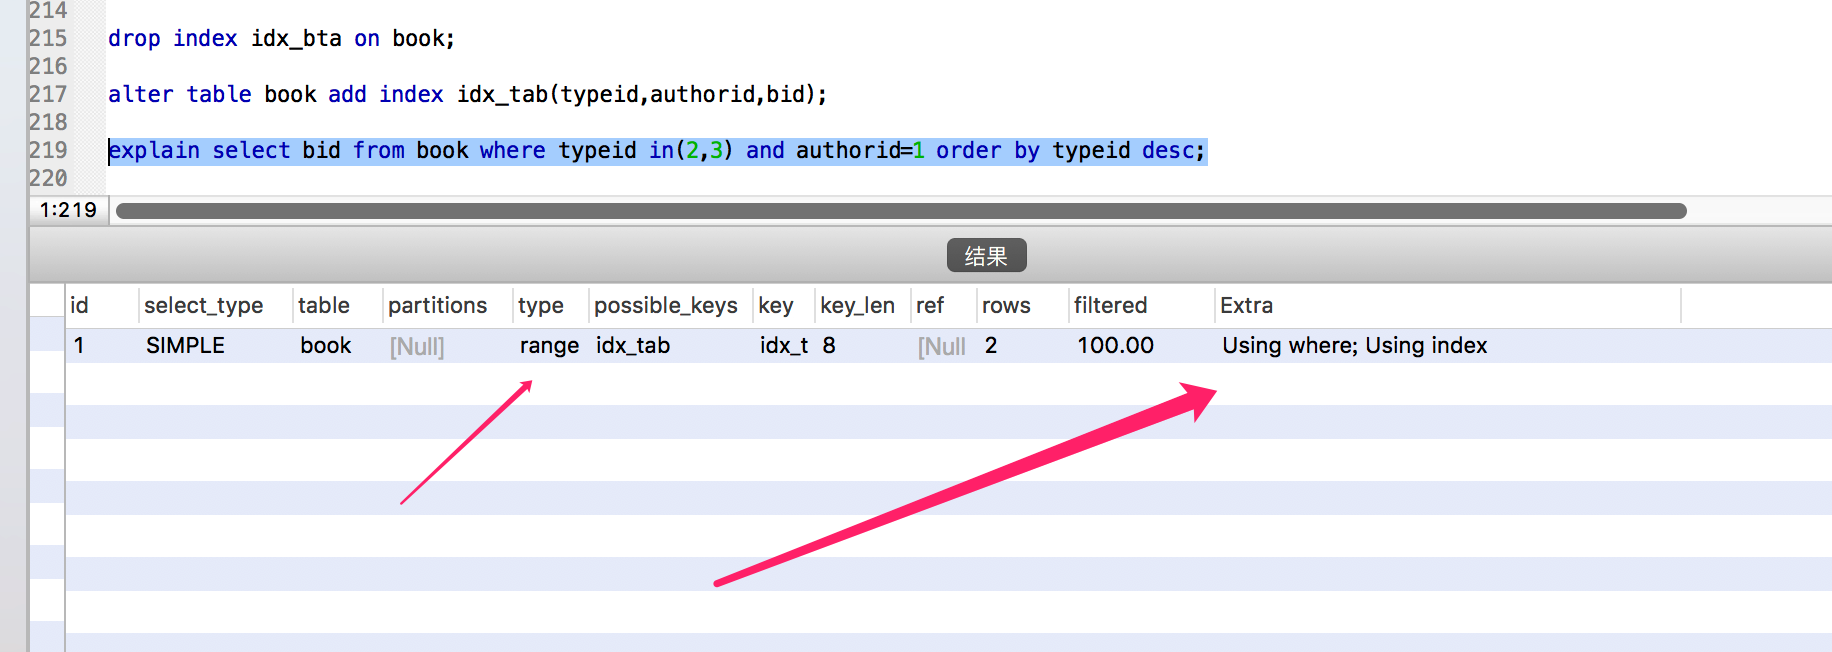 214
215 drop index idx_bta on book;
216
217 alter table book add index idx_tab(typeid,authorid,bid);
218
219 explain select bid from book where typeid in(2,3) and authorid=1 order by typeid desc;
220
1:219
结果
id select_type table partitions type possible_keys key key_len ref rows filtered Extra
1 SIMPLE book [Null] range idx_tab idx_t 8 [Null 2 100.00 Using where; Using index